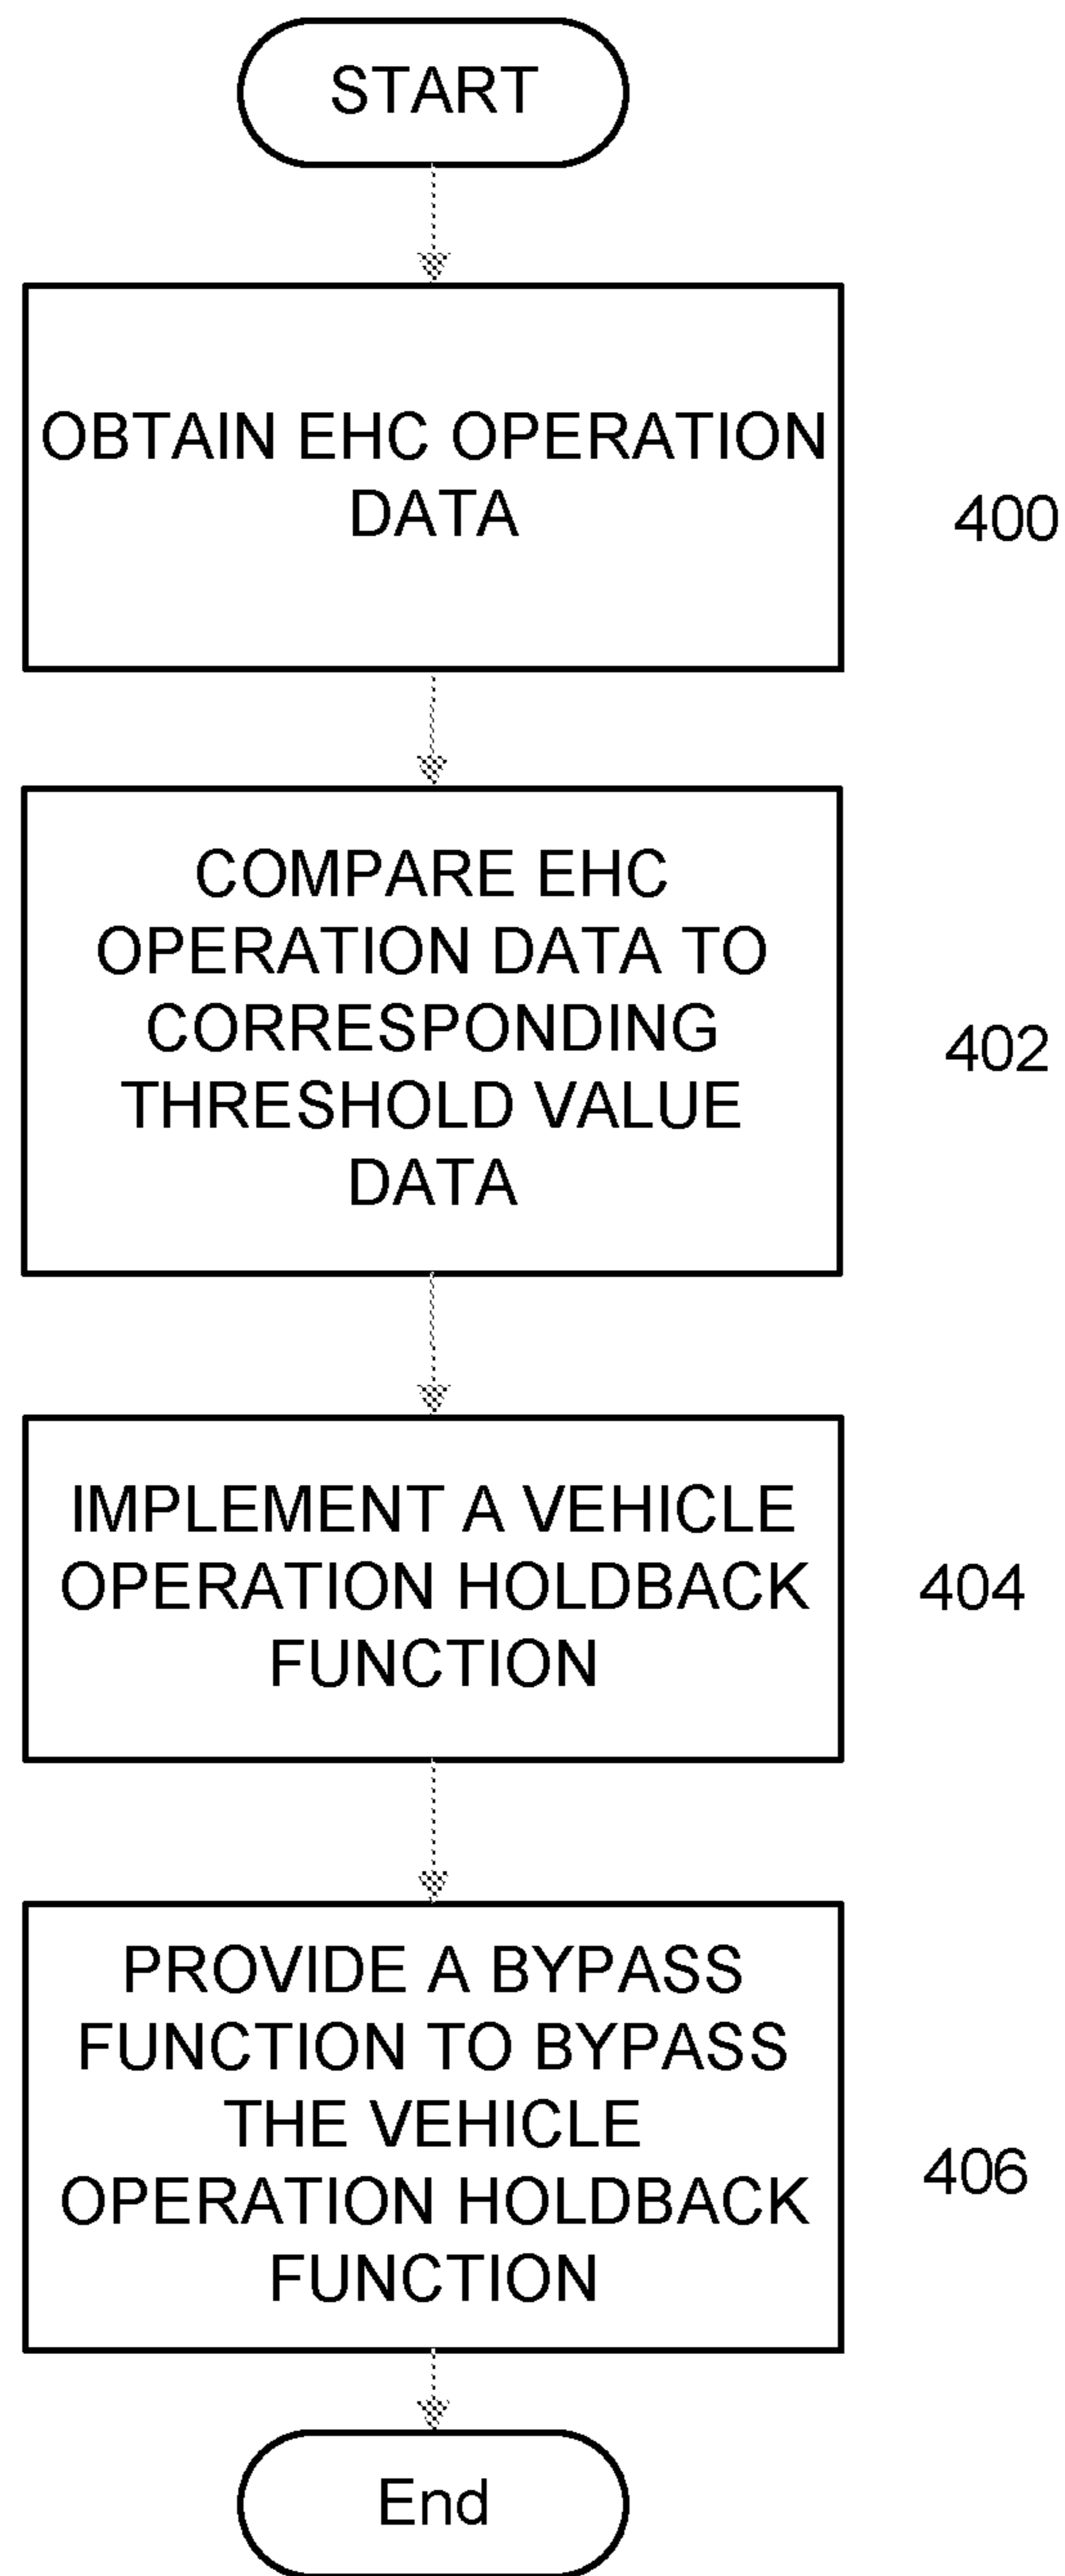 START
OBTAIN EHC OPERATION
DATA
400
COMPARE EHC
OPERATION DATA TO
CORRESPONDING
THRESHOLD VALUE
DATA
402
IMPLEMENT A VEHICLE
OPERATION HOLDBACK
FUNCTION
404
PROVIDE A BYPASS
FUNCTION TO BYPASS
THE VEHICLE
OPERATION HOLDBACK
FUNCTION
406
End